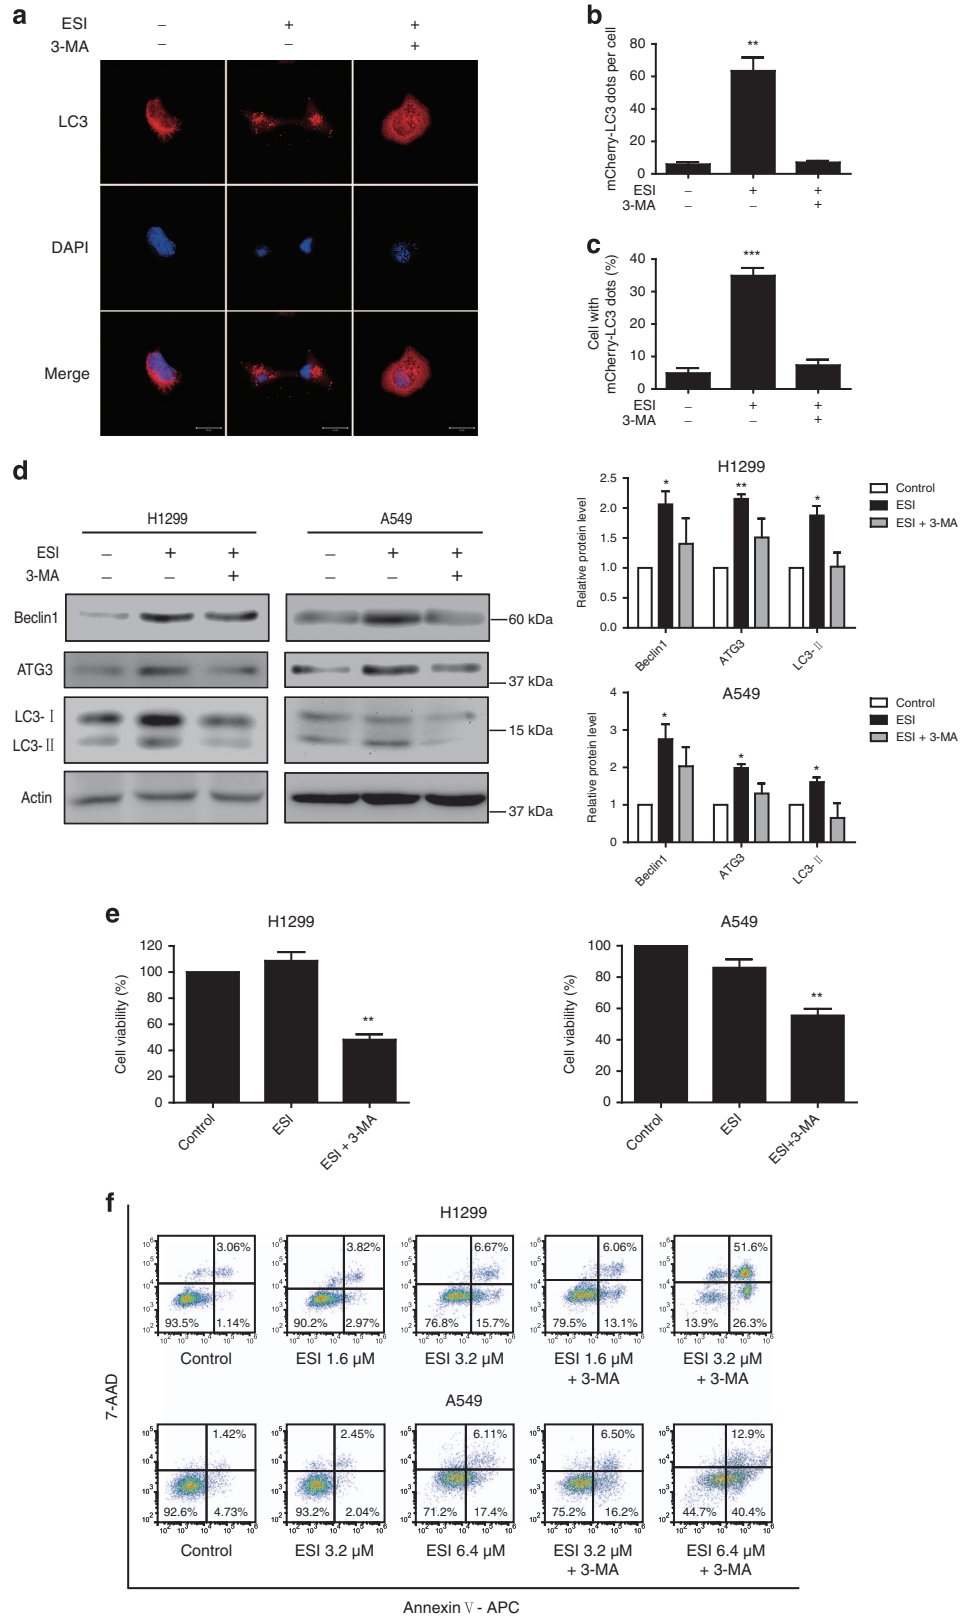 a
ESI – + +
3-MA – – +
LC3
DAPI
Merge
b
mCherry-LC3 dots per cell
80
60
40
20
0
**
ESI – + +
3-MA – – +
c
Cell with
mCherry-LC3 dots (%)
40
30
20
10
0
***
ESI – + +
3-MA – – +
d
H1299 A549
ESI – + + – + +
3-MA – – + – – +
Beclin1
60 kDa
ATG3
37 kDa
LC3-Ⅰ
15 kDa
LC3-Ⅱ
Actin
37 kDa
H1299
Relative protein level
2.5
2.0
1.5
1.0
0.5
0.0
* ** *
Beclin1 ATG3 LC3-Ⅱ
Control
ESI
ESI + 3-MA
A549
Relative protein level
4
3
2
1
0
* * *
Beclin1 ATG3 LC3-Ⅱ
Control
ESI
ESI + 3-MA
e
H1299
Cell viability (%)
120
100
80
60
40
20
0
**
Control ESI ESI + 3-MA
A549
Cell viability (%)
100
80
60
40
20
0
**
Control ESI ESI+3-MA
f
7-AAD
H1299
10⁶
10⁵
10⁴
10³
10²
3.06% 3.82% 6.67% 6.06% 51.6%
93.5% 1.14% 90.2% 2.97% 76.8% 15.7% 79.5% 13.1% 13.9% 26.3%
Control ESI 1.6 µM ESI 3.2 µM ESI 1.6 µM ESI 3.2 µM
+ 3-MA + 3-MA
A549
10⁵
10⁴
10³
10²
1.42% 2.45% 6.11% 6.50% 12.9%
92.6% 4.73% 93.2% 2.04% 71.2% 17.4% 75.2% 16.2% 44.7% 40.4%
Control ESI 3.2 µM ESI 6.4 µM ESI 3.2 µM ESI 6.4 µM
+ 3-MA + 3-MA
Annexin Ⅴ - APC